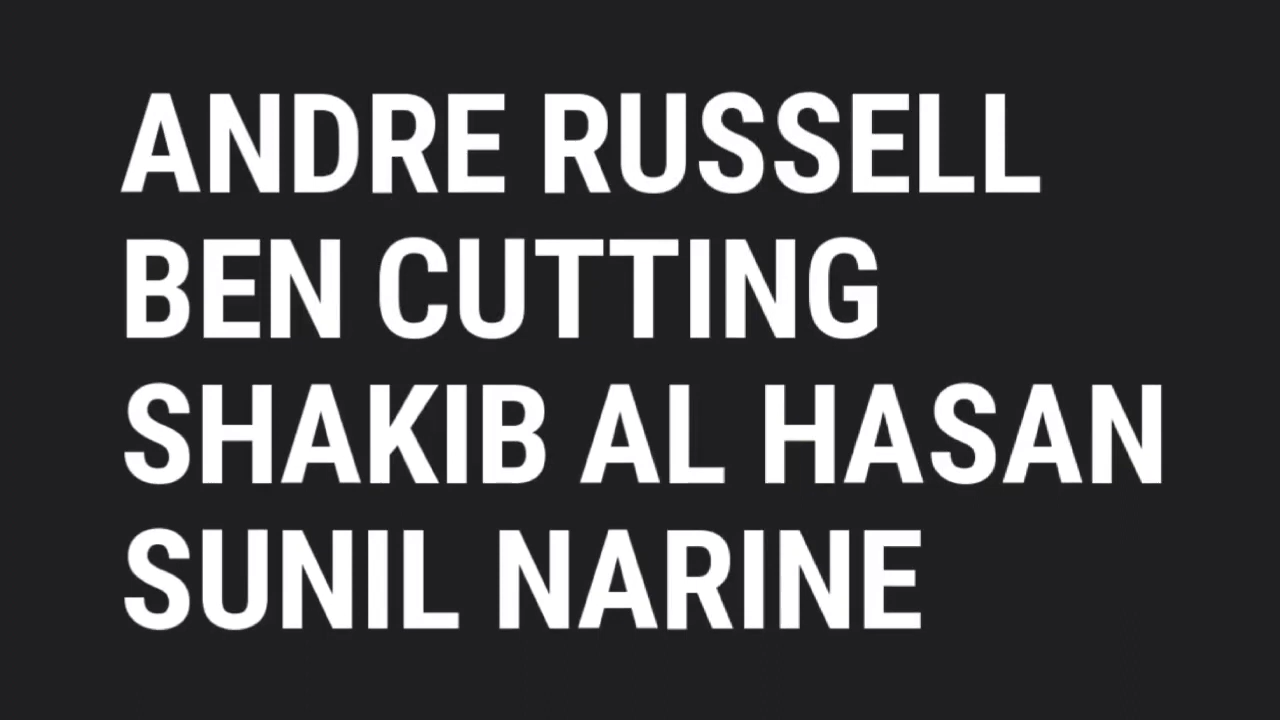 ANDRE RUSSELL
BEN CUTTING
SHAKIB AL HASAN
SUNIL NARINE